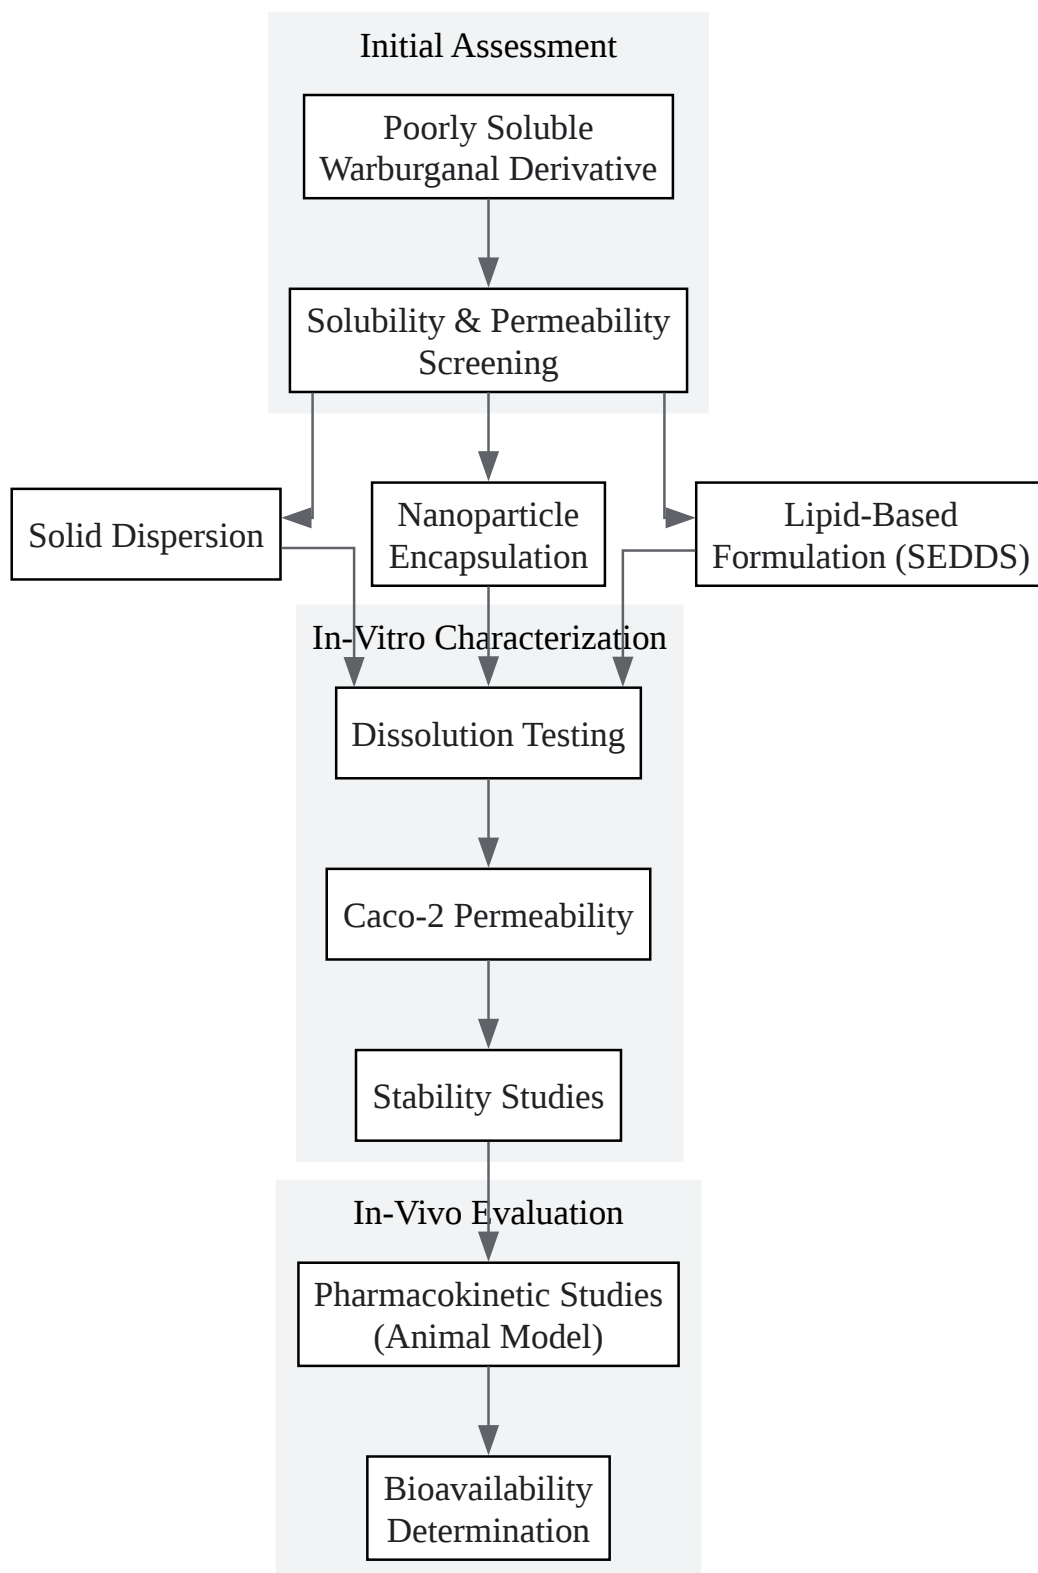 Initial Assessment
Poorly Soluble
Warburganal Derivative
Solubility & Permeability
Screening
Solid Dispersion
Nanoparticle
Encapsulation
Lipid-Based
Formulation (SEDDS)
In-Vitro Characterization
Dissolution Testing
Caco-2 Permeability
Stability Studies
In-Vivo Evaluation
Pharmacokinetic Studies
(Animal Model)
Bioavailability
Determination